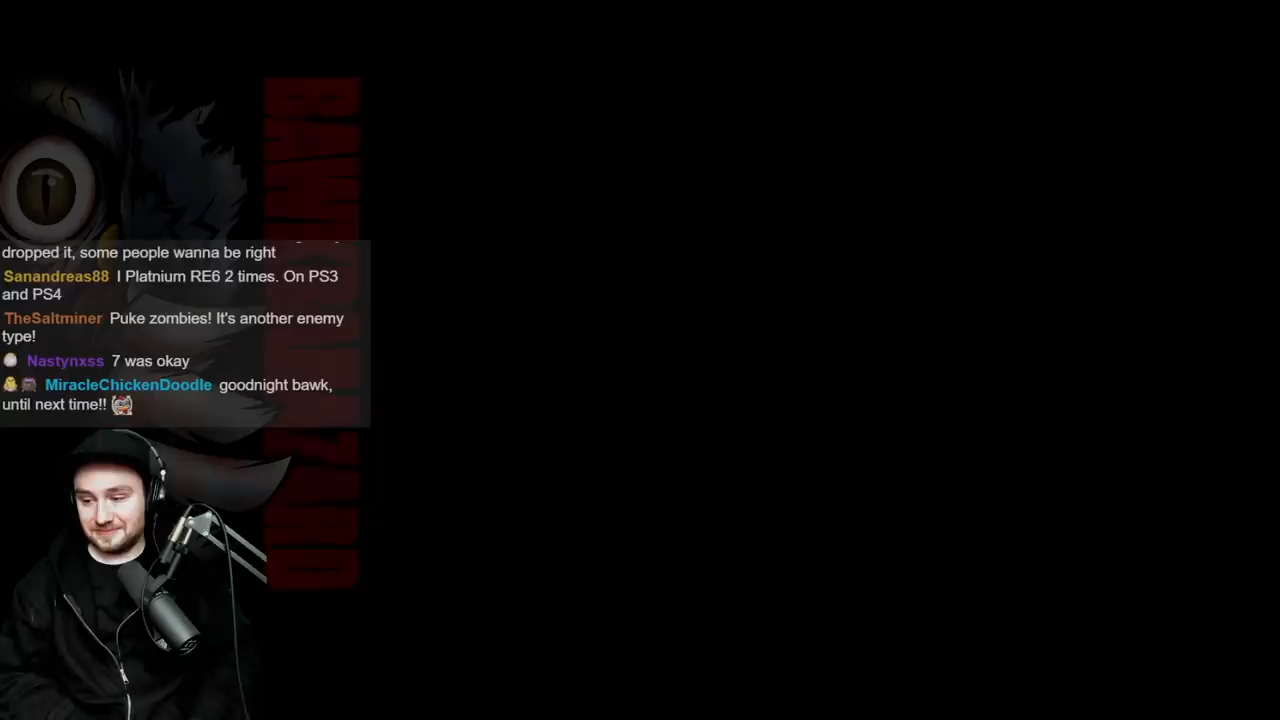 dropped it, some people wanna be right
Sanandreas88 I Platnium RE6 2 times. On PS3
and PS4
TheSaltminer Puke zombies! It's another enemy
type!
Nastynxss 7 was okay
MiracleChickenDoodle goodnight bawk,
until next time!!